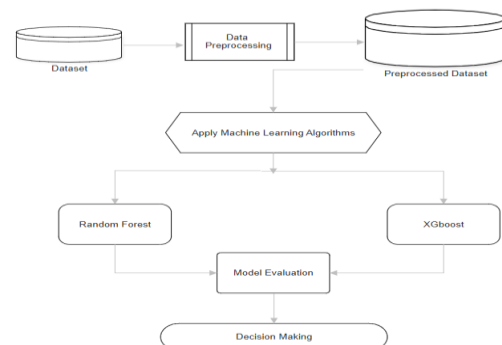 Dataset
Data
Preprocessing
Preprocessed Dataset
Apply Machine Learning Algorithms
Random Forest
XGboost
Model Evaluation
Decision Making